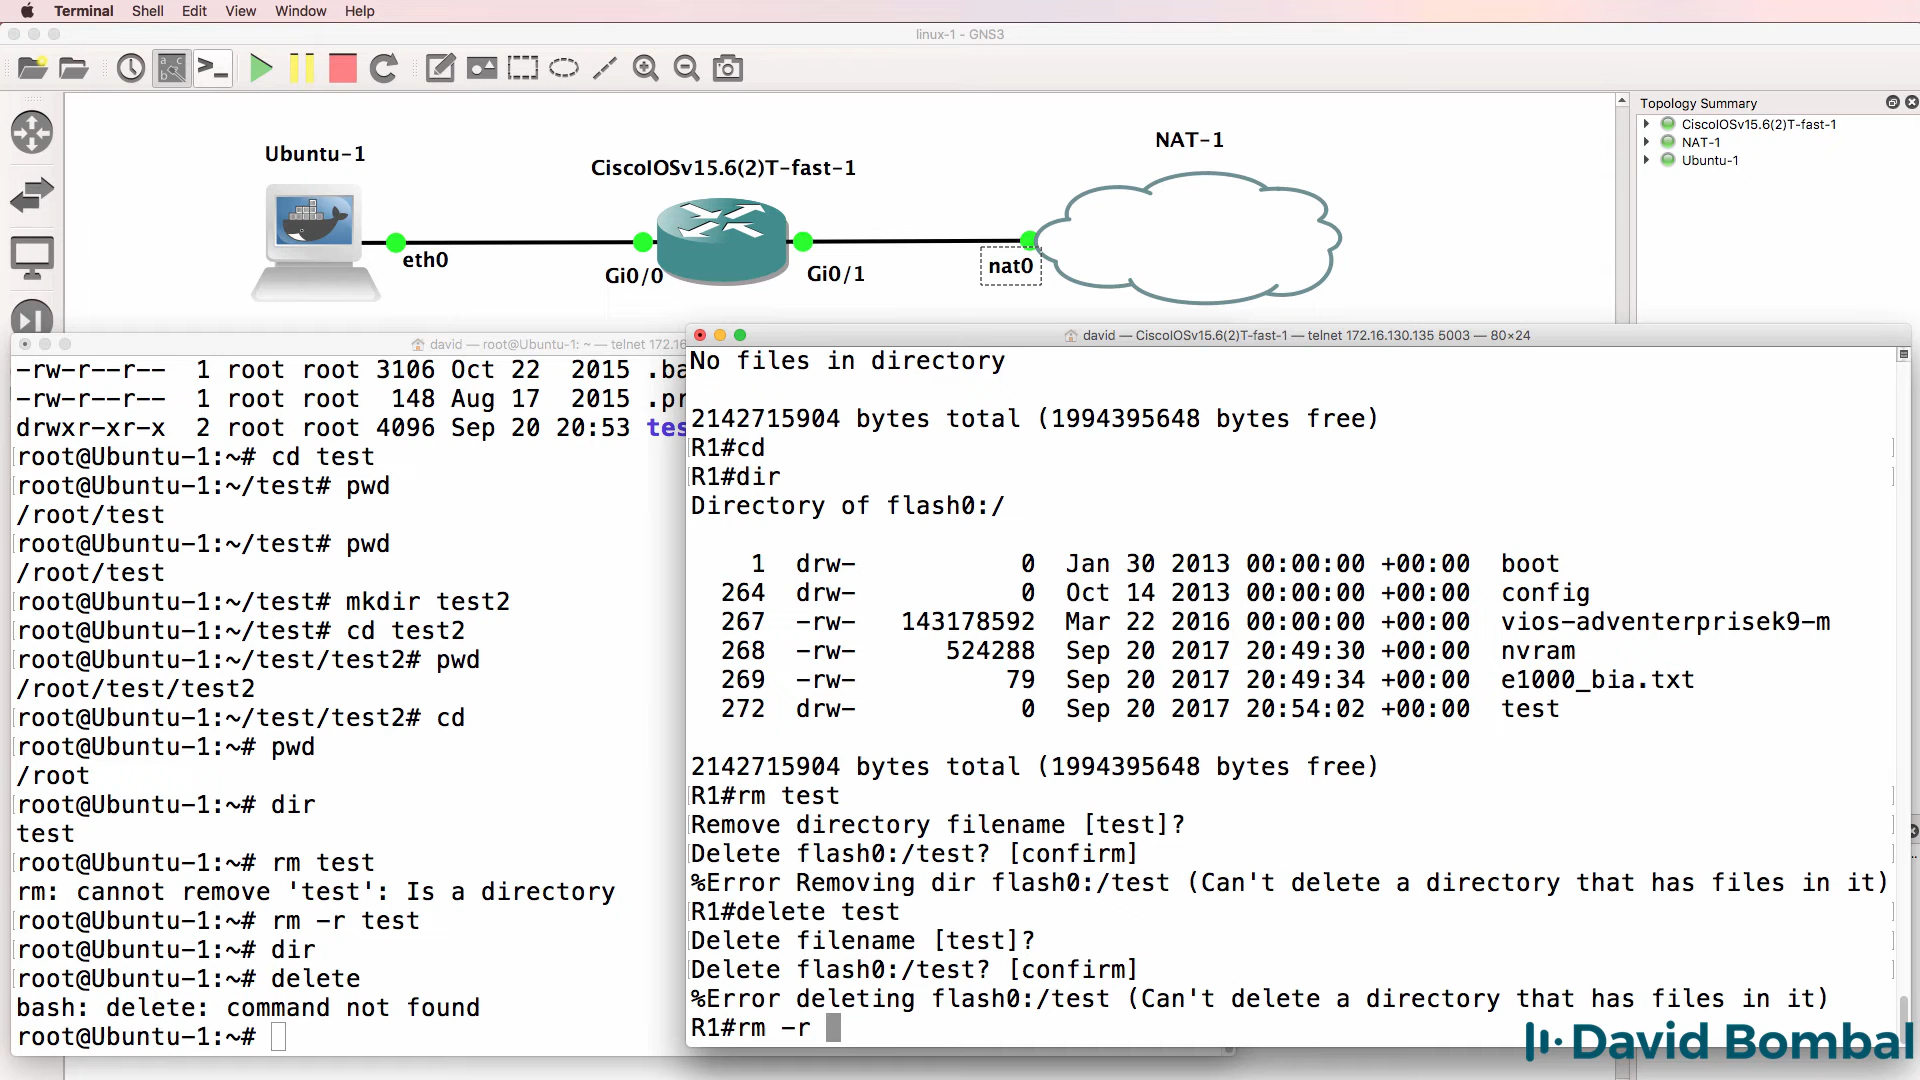 Terminal Shell Edit View Window Help
linux-1 - GNS3
Topology Summary
CiscoIOSv15.6(2)T-fast-1
NAT-1
Ubuntu-1
Ubuntu-1
CiscoIOSv15.6(2)T-fast-1
NAT-1
eth0
Gi0/0
Gi0/1
nat0
david — root@Ubuntu-1: ~ — telnet 172.16
-rw-r--r-- 1 root root 3106 Oct 22 2015 .ba
-rw-r--r-- 1 root root 148 Aug 17 2015 .pr
drwxr-xr-x 2 root root 4096 Sep 20 20:53 tes
root@Ubuntu-1:~# cd test
root@Ubuntu-1:~/test# pwd
/root/test
root@Ubuntu-1:~/test# pwd
/root/test
root@Ubuntu-1:~/test# mkdir test2
root@Ubuntu-1:~/test# cd test2
root@Ubuntu-1:~/test/test2# pwd
/root/test/test2
root@Ubuntu-1:~/test/test2# cd
root@Ubuntu-1:~# pwd
/root
root@Ubuntu-1:~# dir
test
root@Ubuntu-1:~# rm test
rm: cannot remove 'test': Is a directory
root@Ubuntu-1:~# rm -r test
root@Ubuntu-1:~# dir
root@Ubuntu-1:~# delete
bash: delete: command not found
root@Ubuntu-1:~#
david — CiscoIOSv15.6(2)T-fast-1 — telnet 172.16.130.135 5003 — 80×24
No files in directory
2142715904 bytes total (1994395648 bytes free)
R1#cd
R1#dir
Directory of flash0:/
1 drw- 0 Jan 30 2013 00:00:00 +00:00 boot
264 drw- 0 Oct 14 2013 00:00:00 +00:00 config
267 -rw- 143178592 Mar 22 2016 00:00:00 +00:00 vios-adventerprisek9-m
268 -rw- 524288 Sep 20 2017 20:49:30 +00:00 nvram
269 -rw- 79 Sep 20 2017 20:49:34 +00:00 e1000_bia.txt
272 drw- 0 Sep 20 2017 20:54:02 +00:00 test
2142715904 bytes total (1994395648 bytes free)
R1#rm test
Remove directory filename [test]?
Delete flash0:/test? [confirm]
%Error Removing dir flash0:/test (Can't delete a directory that has files in it)
R1#delete test
Delete filename [test]?
Delete flash0:/test? [confirm]
%Error deleting flash0:/test (Can't delete a directory that has files in it)
R1#rm -r
David Bombal